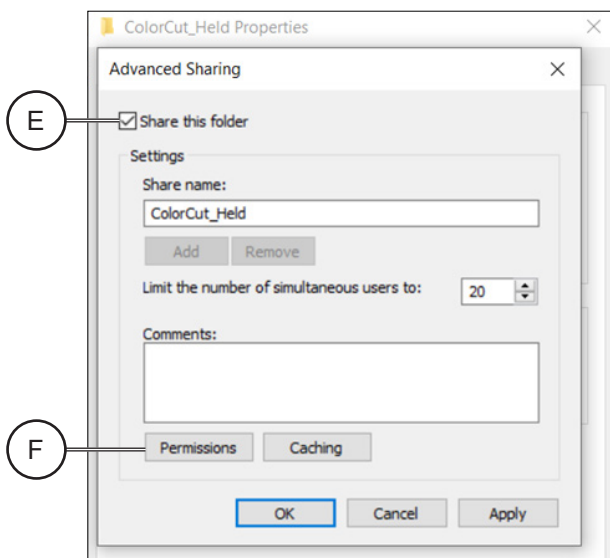 ColorCut_Held Properties
Advanced Sharing
E
Share this folder
Settings
Share name:
ColorCut_Held
Add Remove
Limit the number of simultaneous users to: 20
Comments:
F
Permissions Caching
OK Cancel Apply